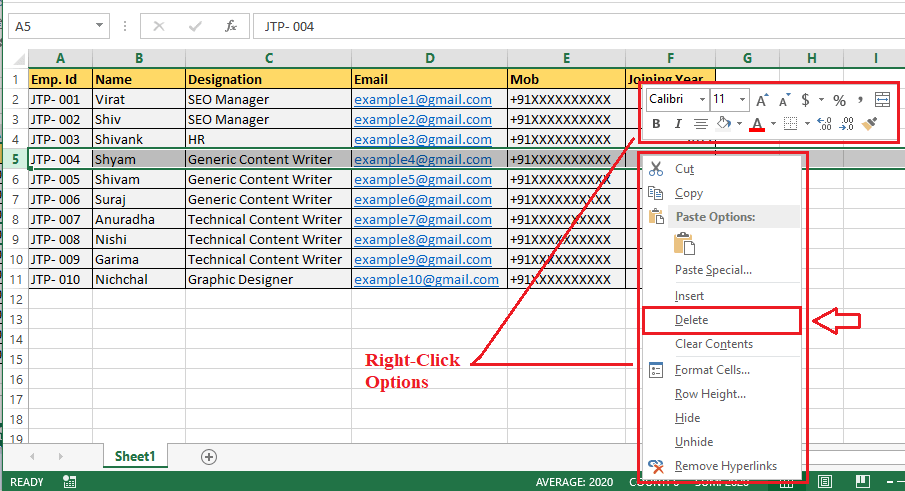 A5
fx
JTP- 004
A B C D E F G H I
1 Emp. Id Name Designation Email Mob Joining Year
2 JTP- 001 Virat SEO Manager example1@gmail.com +91XXXXXXXXXX
3 JTP- 002 Shiv SEO Manager example2@gmail.com +91XXXXXXXXXX
4 JTP- 003 Shivank HR example3@gmail.com +91XXXXXXXXXX
5 JTP- 004 Shyam Generic Content Writer example4@gmail.com +91XXXXXXXXXX
6 JTP- 005 Shivam Generic Content Writer example5@gmail.com +91XXXXXXXXXX
7 JTP- 006 Suraj Generic Content Writer example6@gmail.com +91XXXXXXXXXX
8 JTP- 007 Anuradha Technical Content Writer example7@gmail.com +91XXXXXXXXXX
9 JTP- 008 Nishi Technical Content Writer example8@gmail.com +91XXXXXXXXXX
10 JTP- 009 Garima Technical Content Writer example9@gmail.com +91XXXXXXXXXX
11 JTP- 010 Nichchal Graphic Designer example10@gmail.com +91XXXXXXXXXX
12
13
14
15
16
17
18
19
Calibri 11 A A $ % ,
B I A .00 .00
Cut
Copy
Paste Options:
Paste Special...
Insert
Delete
Clear Contents
Format Cells...
Row Height...
Hide
Unhide
Remove Hyperlinks
Right-Click
Options
Sheet1
READY AVERAGE: 2020